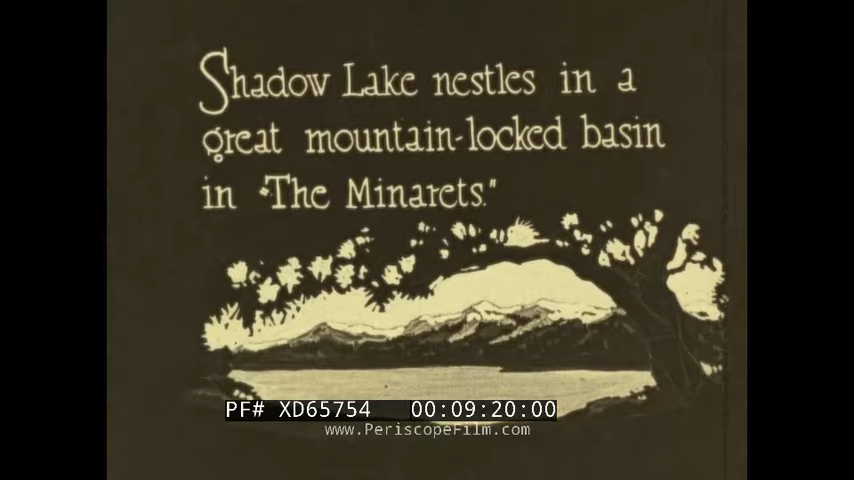 Shadow Lake nestles in a
great mountain-locked basin
in "The Minarets."
PF# XD65754 00:09:20:00
www.PeriscopeFilm.com